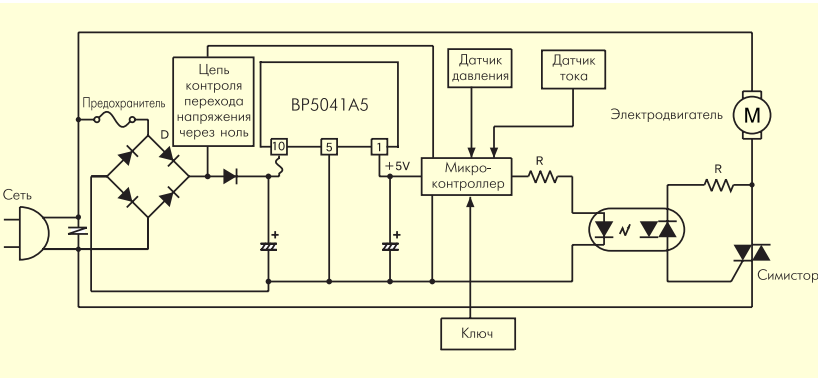 Цепь
контроля
перехода
напряжения
через ноль
BP5041A5
Датчик
давления
Датчик
тока
Предохранитель
D
10
5
1
+5V
Микро-
контроллер
R
Электродвигатель
M
R
Сеть
+
+
Симистор
Ключ